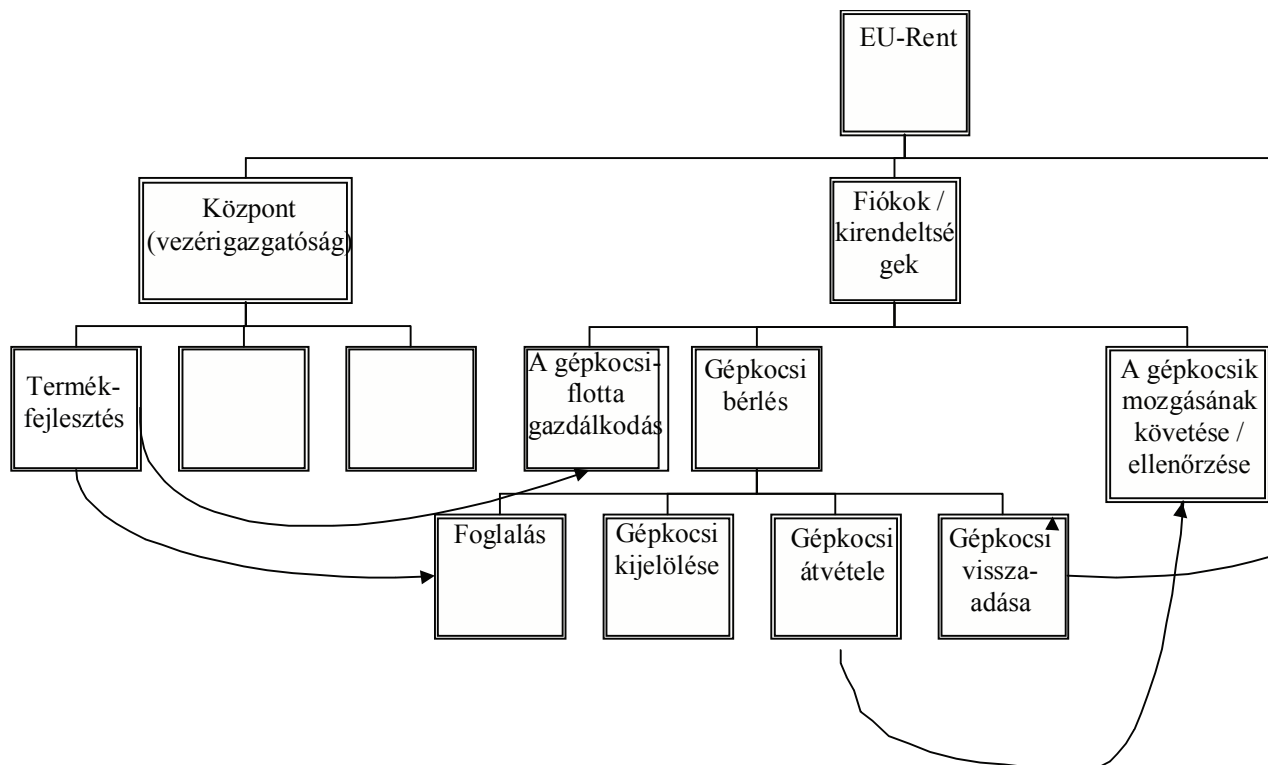 EU-Rent
Központ
(vezérigazgatóság)
Fiókok /
kirendeltsé
gek
Termék-
fejlesztés
A gépkocsi-
flotta
gazdálkodás
Gépkocsi
bérlés
A gépkocsik
mozgásának
követése /
ellenőrzése
Foglalás
Gépkocsi
kijelölése
Gépkocsi
átvétele
Gépkocsi
vissza-
adása